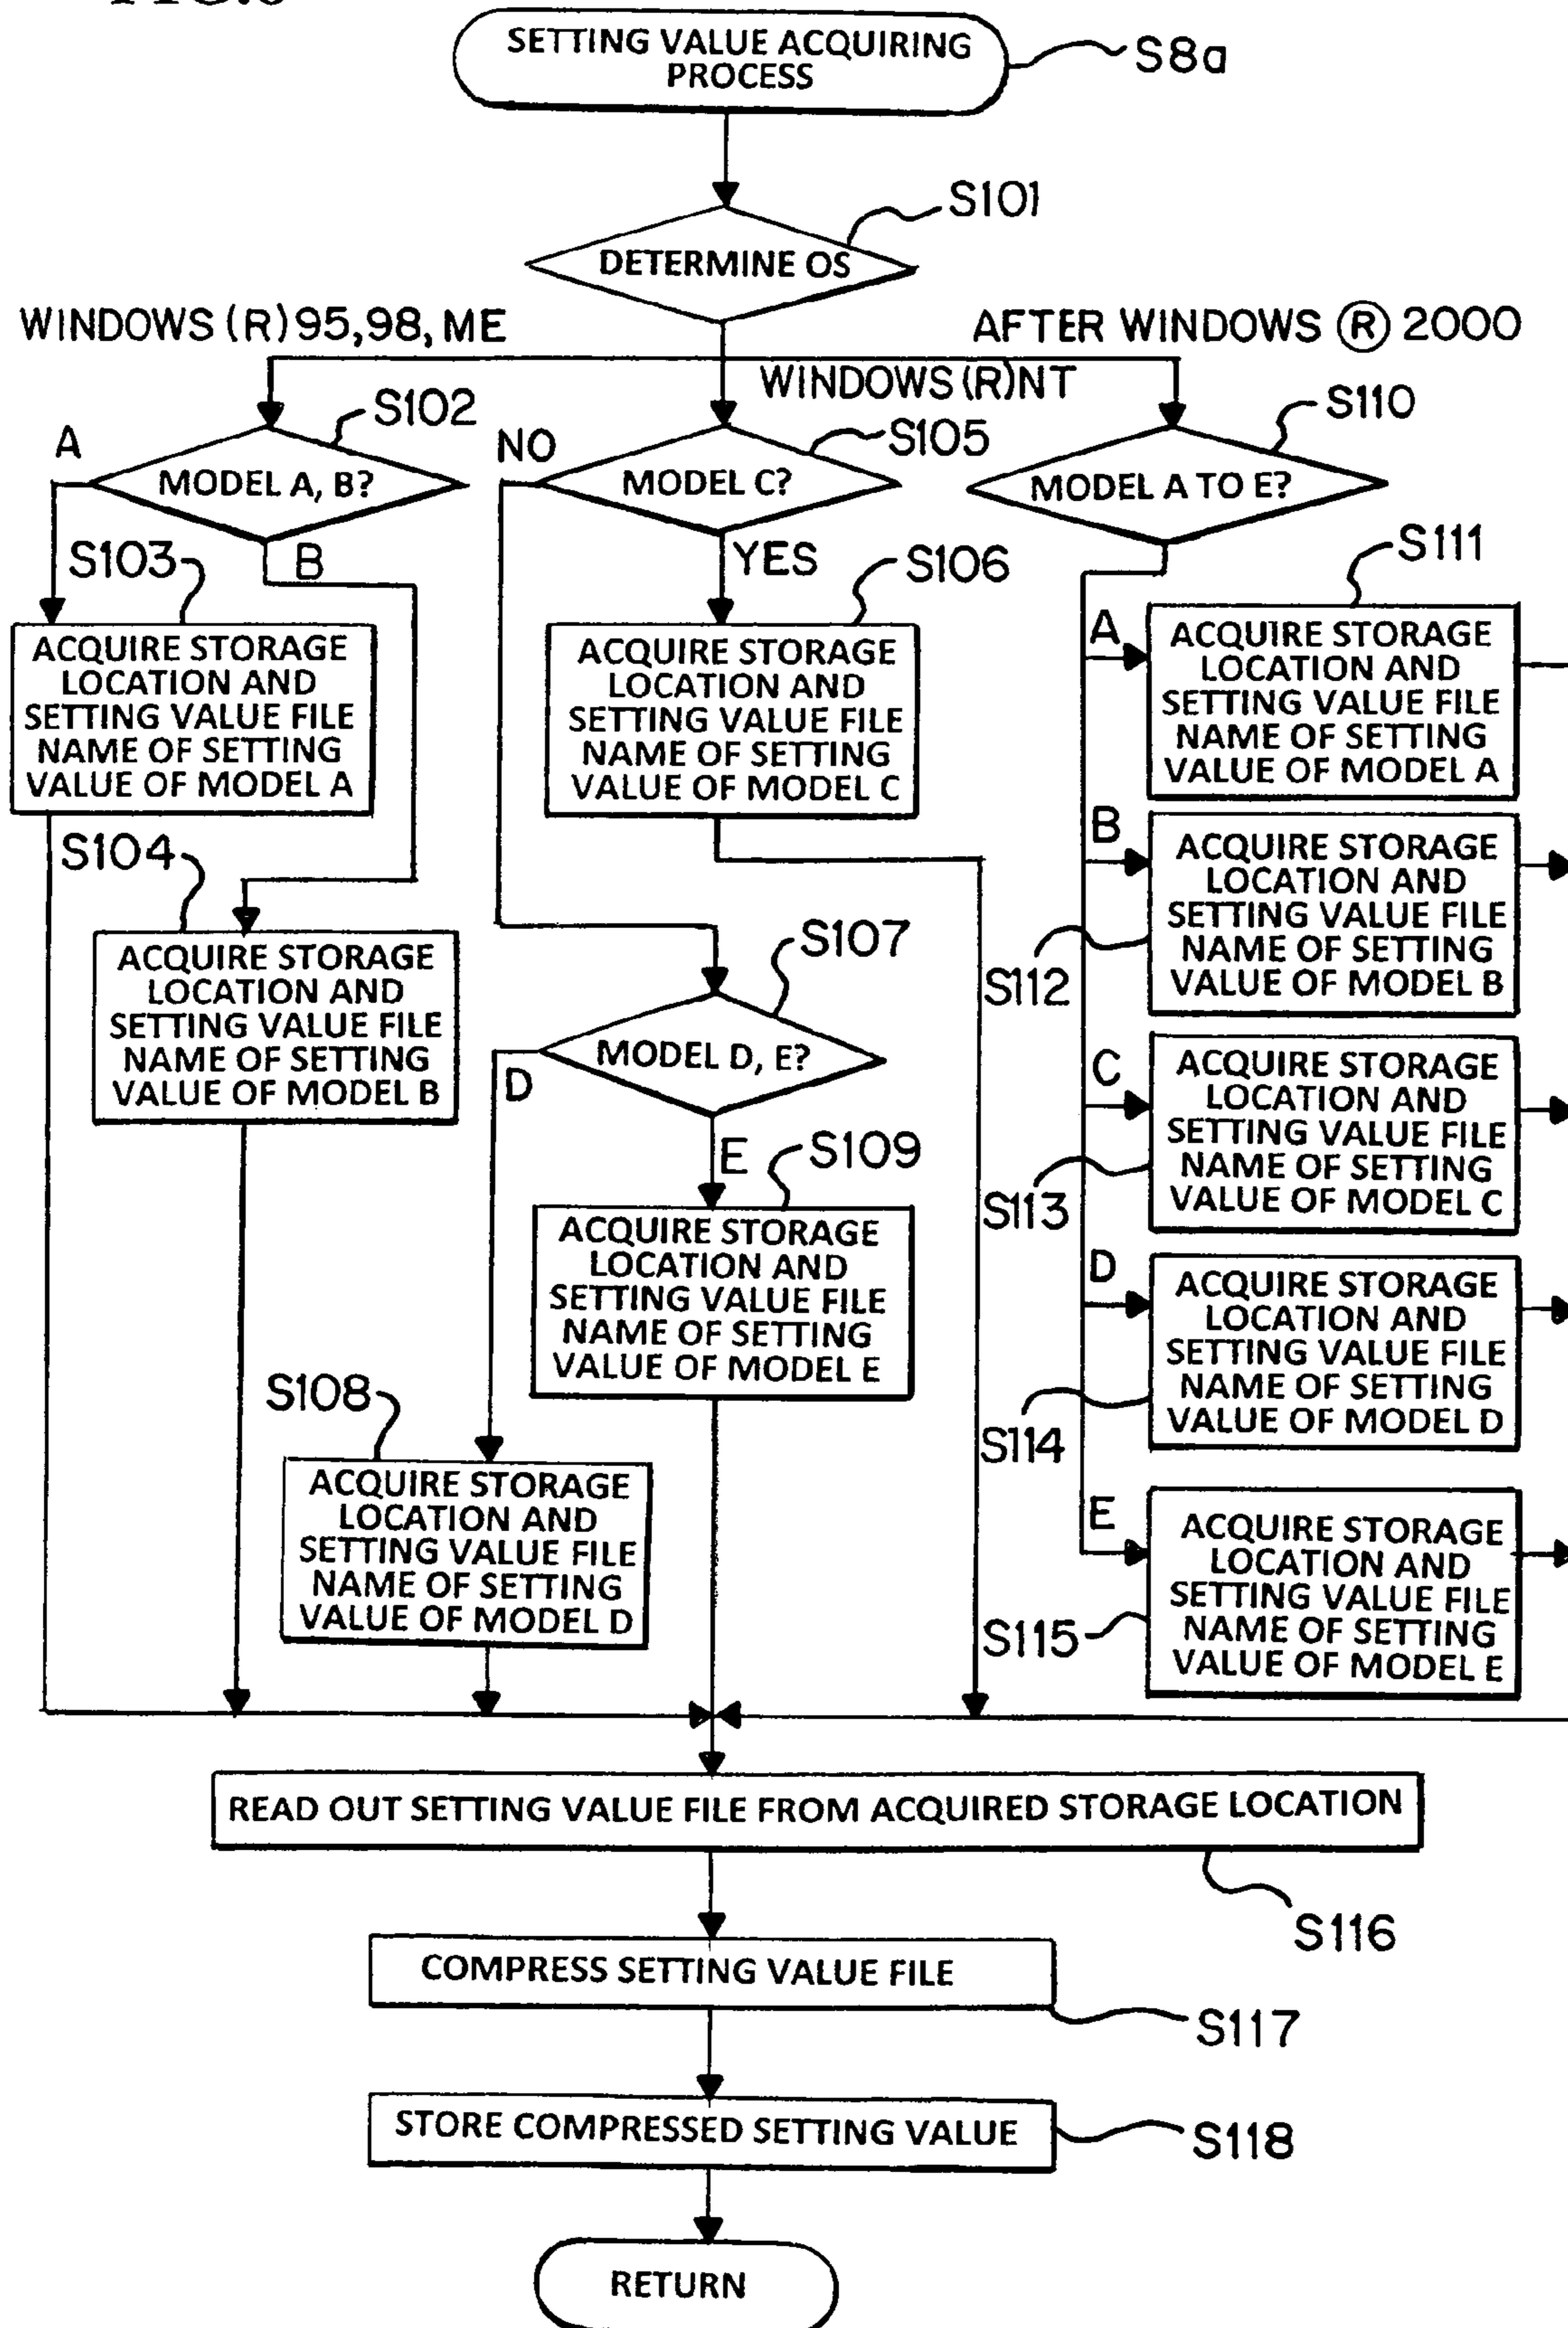 SETTING VALUE ACQUIRING
PROCESS
S8a
S101
DETERMINE OS
WINDOWS (R) 95,98, ME
AFTER WINDOWS Ⓡ 2000
WINDOWS (R) NT
S102
S105
S110
A
MODEL A, B?
NO
MODEL C?
MODEL A TO E?
S103
B
YES
S106
S111
ACQUIRE STORAGE
LOCATION AND
SETTING VALUE FILE
NAME OF SETTING
VALUE OF MODEL A
ACQUIRE STORAGE
LOCATION AND
SETTING VALUE FILE
NAME OF SETTING
VALUE OF MODEL C
A
ACQUIRE STORAGE
LOCATION AND
SETTING VALUE FILE
NAME OF SETTING
VALUE OF MODEL A
S104
ACQUIRE STORAGE
LOCATION AND
SETTING VALUE FILE
NAME OF SETTING
VALUE OF MODEL B
B
ACQUIRE STORAGE
LOCATION AND
SETTING VALUE FILE
NAME OF SETTING
VALUE OF MODEL B
S112
S107
MODEL D, E?
D
E
S109
C
ACQUIRE STORAGE
LOCATION AND
SETTING VALUE FILE
NAME OF SETTING
VALUE OF MODEL C
S113
ACQUIRE STORAGE
LOCATION AND
SETTING VALUE FILE
NAME OF SETTING
VALUE OF MODEL E
D
ACQUIRE STORAGE
LOCATION AND
SETTING VALUE FILE
NAME OF SETTING
VALUE OF MODEL D
S114
S108
ACQUIRE STORAGE
LOCATION AND
SETTING VALUE FILE
NAME OF SETTING
VALUE OF MODEL D
E
ACQUIRE STORAGE
LOCATION AND
SETTING VALUE FILE
NAME OF SETTING
VALUE OF MODEL E
S115
READ OUT SETTING VALUE FILE FROM ACQUIRED STORAGE LOCATION
S116
COMPRESS SETTING VALUE FILE
S117
STORE COMPRESSED SETTING VALUE
S118
RETURN